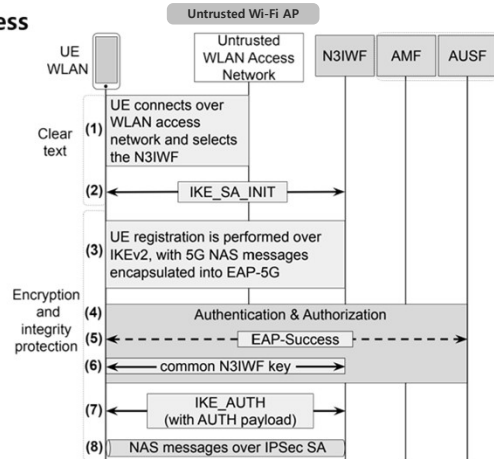 ess
Untrusted Wi-Fi AP
UE
WLAN
Untrusted
WLAN Access
Network
N3IWF
AMF
AUSF
Clear
text
(1)
UE connects over
WLAN access
network and selects
the N3IWF
(2)
IKE_SA_INIT
Encryption
and
integrity
protection
(3)
UE registration is performed over
IKEv2, with 5G NAS messages
encapsulated into EAP-5G
(4)
Authentication & Authorization
(5)
EAP-Success
(6)
common N3IWF key
(7)
IKE_AUTH
(with AUTH payload)
(8)
NAS messages over IPSec SA